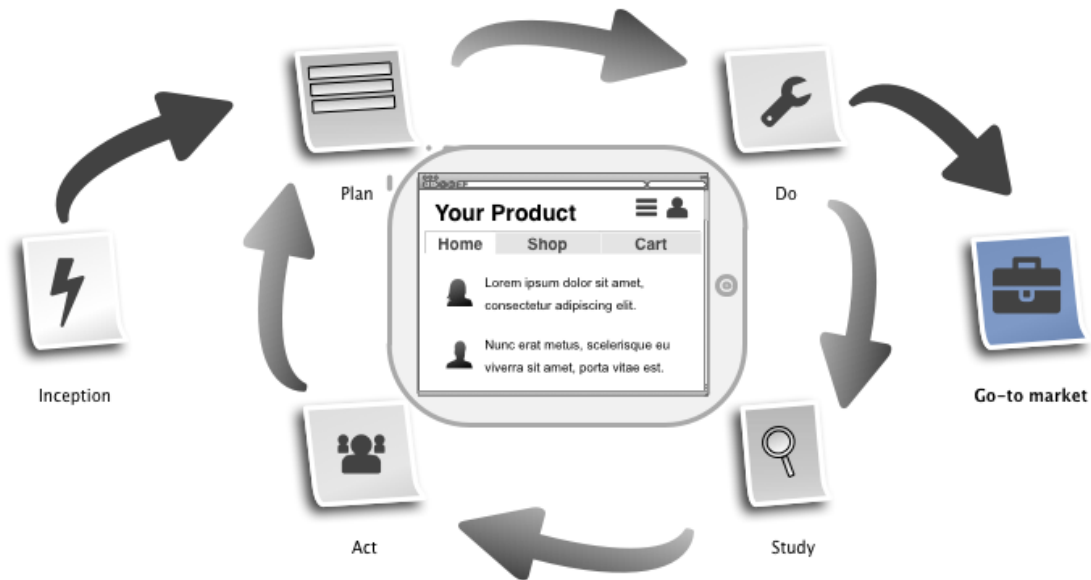 Plan
Do
Your Product
Home Shop Cart
Lorem ipsum dolor sit amet,
consectetur adipiscing elit.
Nunc erat metus, scelerisque eu
viverra sit amet, porta vitae est.
Inception
Go-to market
Act
Study